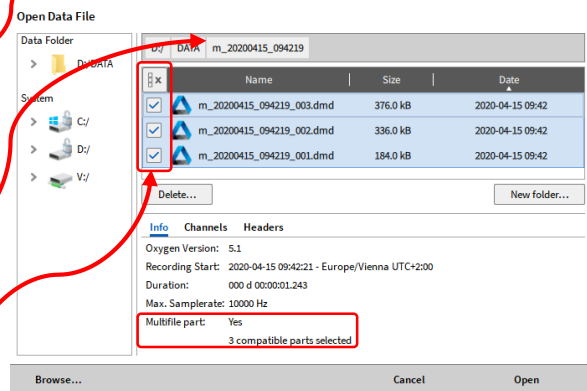 Open Data File
Data Folder
D:/ DATA m_20200415_094219
> D:/DATA
x Name Size Date
System
m_20200415_094219_003.dmd 376.0 kB 2020-04-15 09:42
> C:/
m_20200415_094219_002.dmd 336.0 kB 2020-04-15 09:42
> D:/
m_20200415_094219_001.dmd 184.0 kB 2020-04-15 09:42
> V:/
Delete... New folder...
Info Channels Headers
Oxygen Version: 5.1
Recording Start: 2020-04-15 09:42:21 - Europe/Vienna UTC+2:00
Duration: 000 d 00:00:01.243
Max. Samplerate: 10000 Hz
Multifile part: Yes
3 compatible parts selected
Browse... Cancel Open